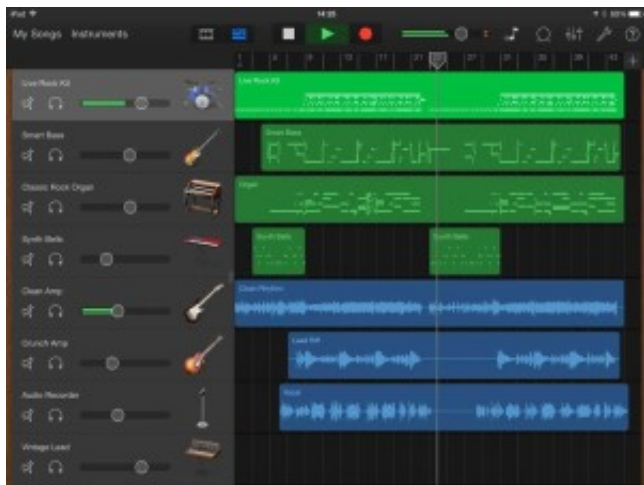 iPad
14:35
My Songs Instruments
Live Rock Kit
Live Rock Kit
Smart Bass
Smart Bass
Classic Rock Organ
Organ
Synth Bells
Synth Bells
Synth Bells
Clean Amp
Clean Rhythm
Crunch Amp
Lead Riff
Audio Recorder
Vocal
Vintage Lead